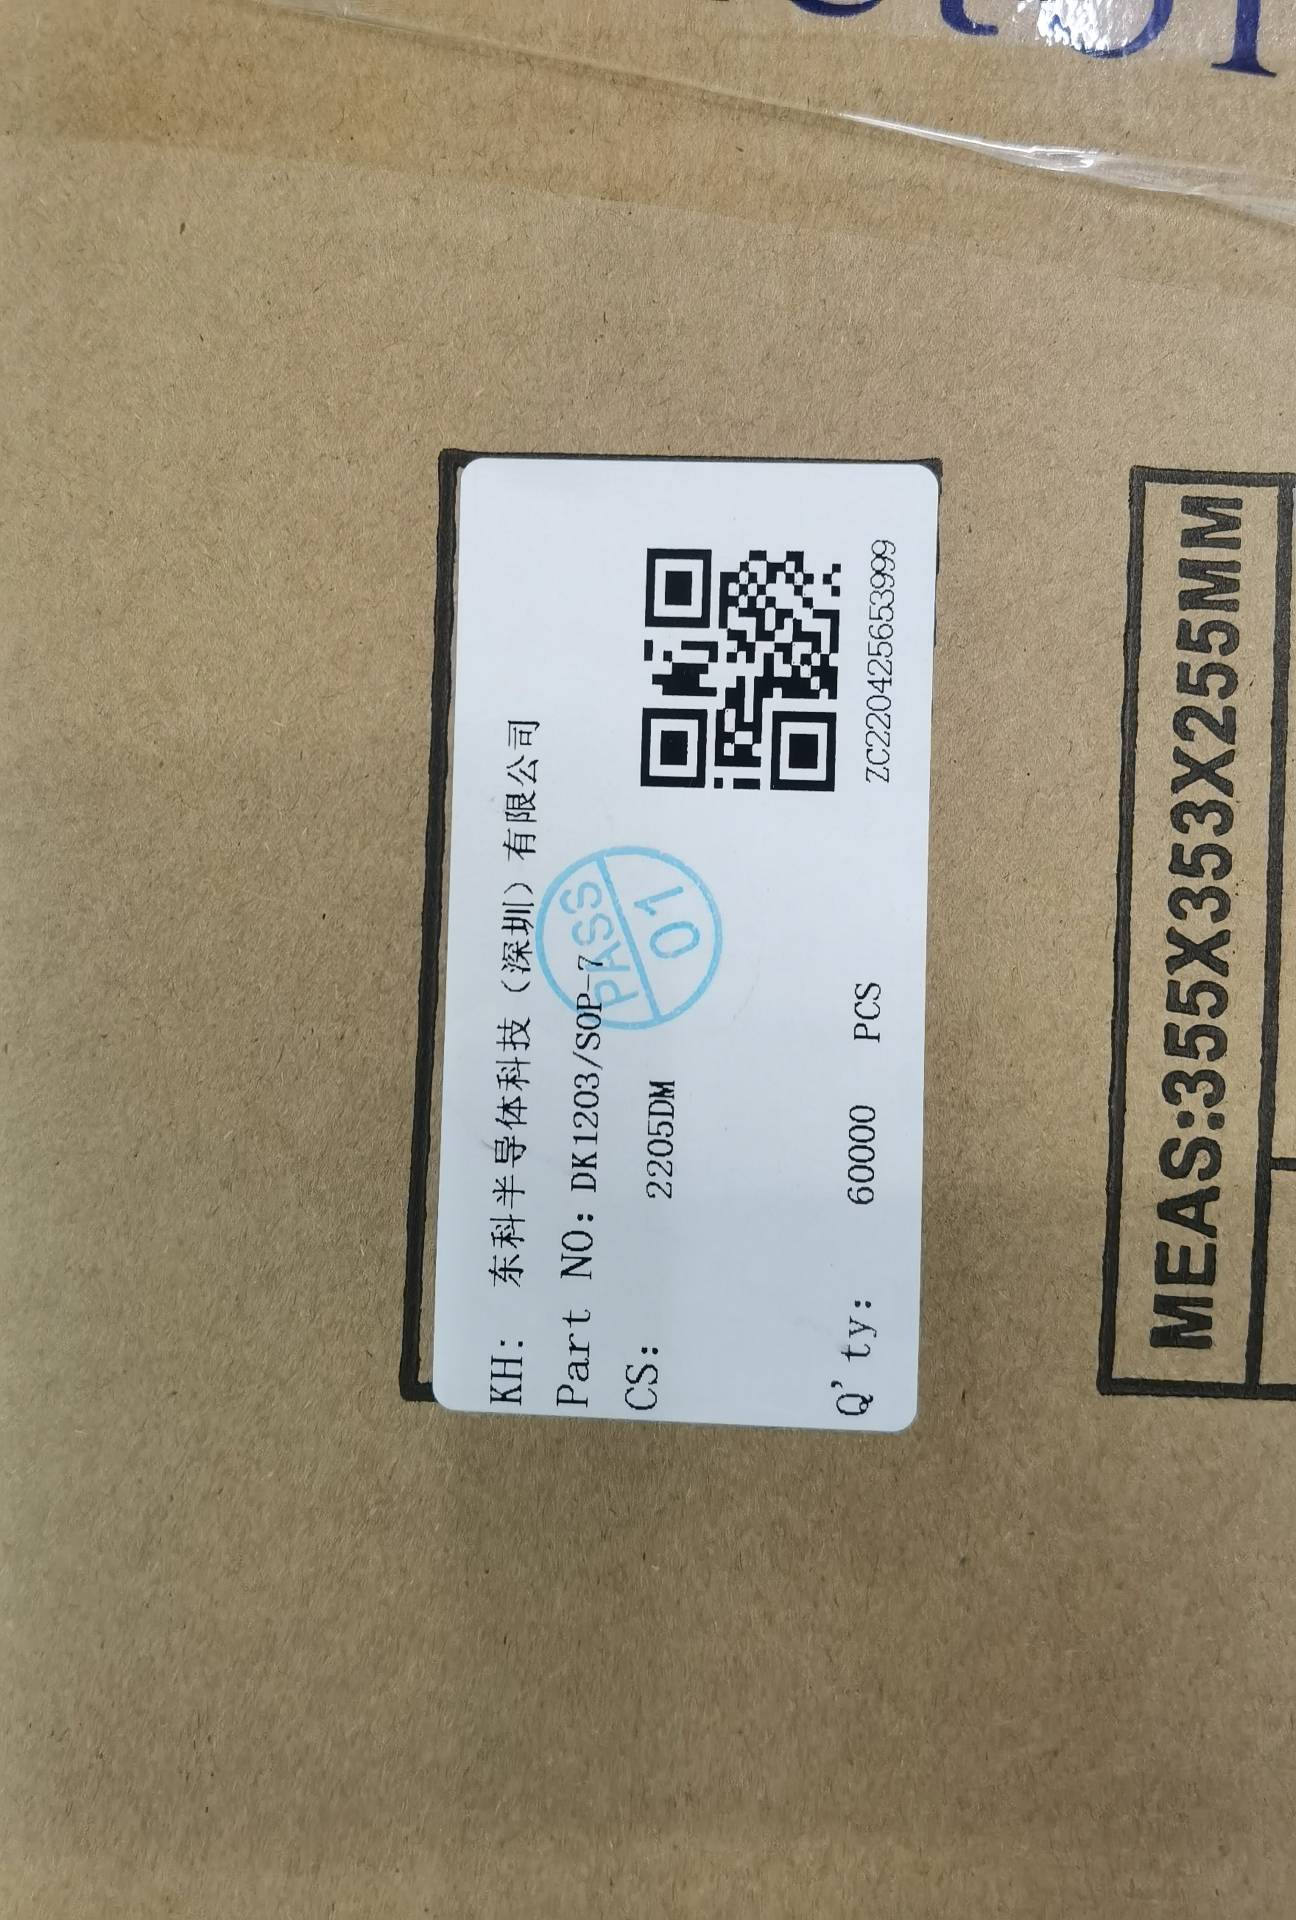 KH: 东科半导体科技（深圳）有限公司
Part NO: DK1203/SOP-7
PASS
01
CS: 2205DM
Q'ty: 60000 PCS
ZC220425653999
MEAS:355X353X255MM